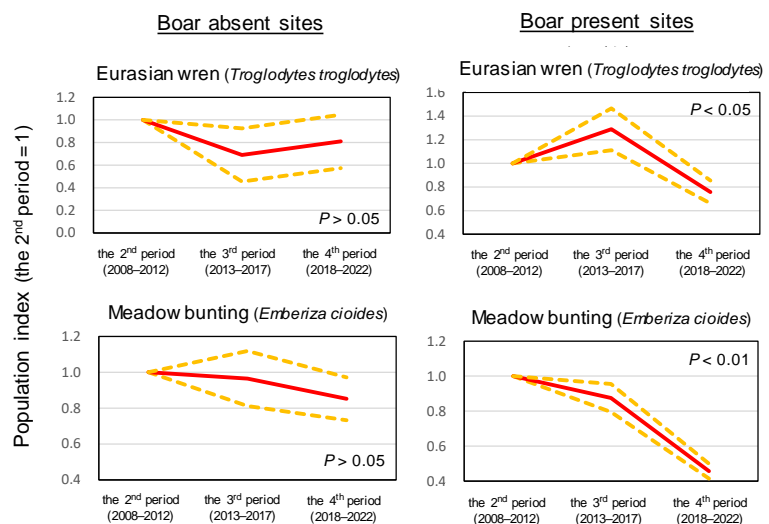 Boar absent sites
Boar present sites
Population index (the 2nd period = 1)
Eurasian wren (Troglodytes troglodytes)
1.2
1.0
0.8
0.6
0.4
0.2
0.0
P > 0.05
the 2nd period
(2008–2012)
the 3rd period
(2013–2017)
the 4th period
(2018–2022)
Eurasian wren (Troglodytes troglodytes)
1.6
1.4
1.2
1.0
0.8
0.6
0.4
P < 0.05
the 2nd period
(2008–2012)
the 3rd period
(2013–2017)
the 4th period
(2018–2022)
Meadow bunting (Emberiza cioides)
1.2
1.0
0.8
0.6
0.4
P > 0.05
the 2nd period
(2008–2012)
the 3rd period
(2013–2017)
the 4th period
(2018–2022)
Meadow bunting (Emberiza cioides)
1.2
1.0
0.8
0.6
0.4
P < 0.01
the 2nd period
(2008–2012)
the 3rd period
(2013–2017)
the 4th period
(2018–2022)